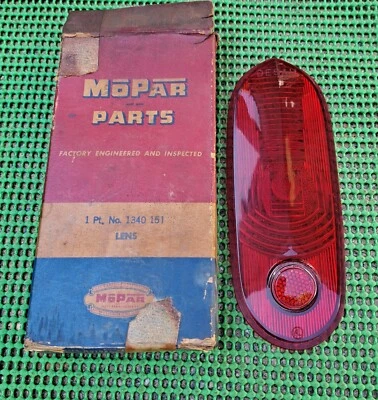 MOPAR
PARTS
FACTORY ENGINEERED AND INSPECTED
1 Pt. No. 1340 151
LENS
MOPAR